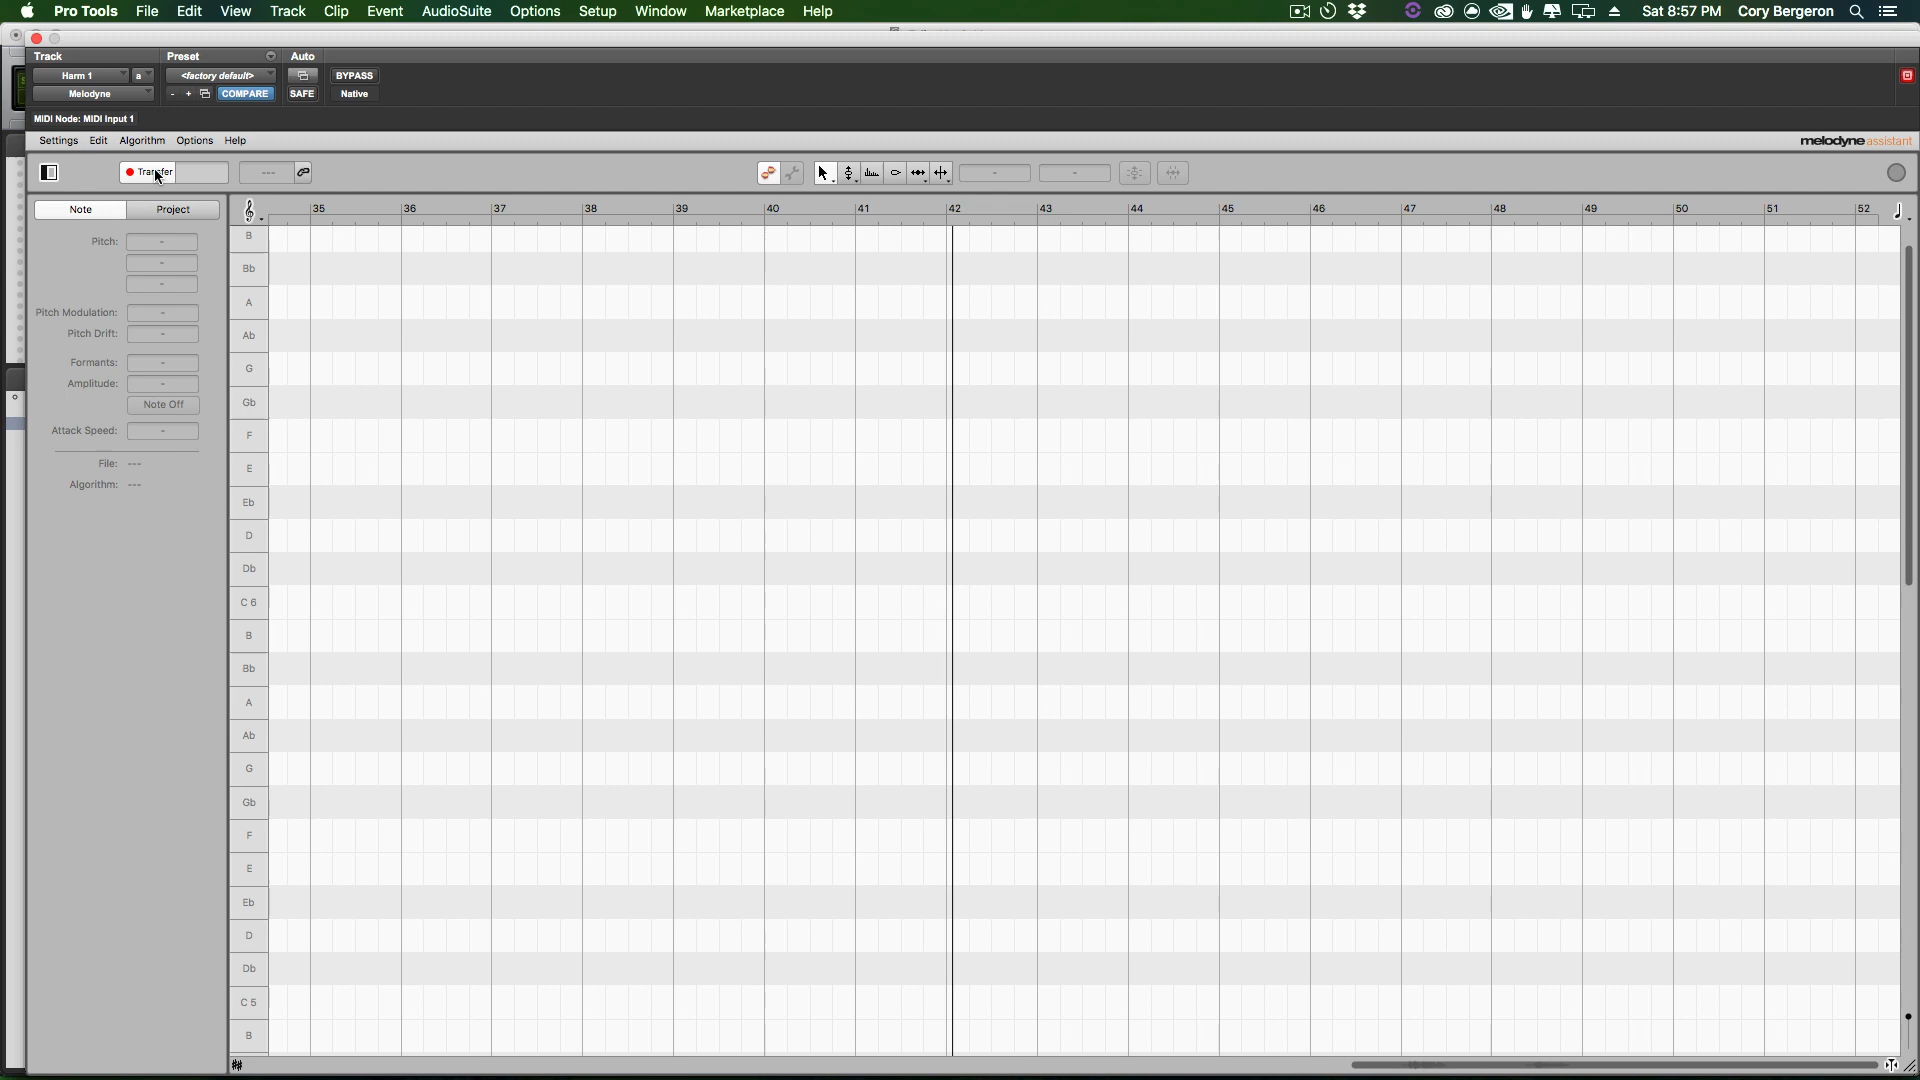 Pro Tools File Edit View Track Clip Event AudioSuite Options Setup Window Marketplace Help Sat 8:57 PM Cory Bergeron
Track Preset Auto
Harm 1 a <factory default> BYPASS
Melodyne - + COMPARE SAFE Native
MIDI Node: MIDI Input 1
Settings Edit Algorithm Options Help melodyne assistant
Transfer --- - -
Note Project 35 36 37 38 39 40 41 42 43 44 45 46 47 48 49 50 51 52
Pitch: -
-
-
Pitch Modulation: -
Pitch Drift: -
Formants: -
Amplitude: -
Note Off
Attack Speed: -
File: ---
Algorithm: ---
B
Bb
A
Ab
G
Gb
F
E
Eb
D
Db
C 6
B
Bb
A
Ab
G
Gb
F
E
Eb
D
Db
C 5
B